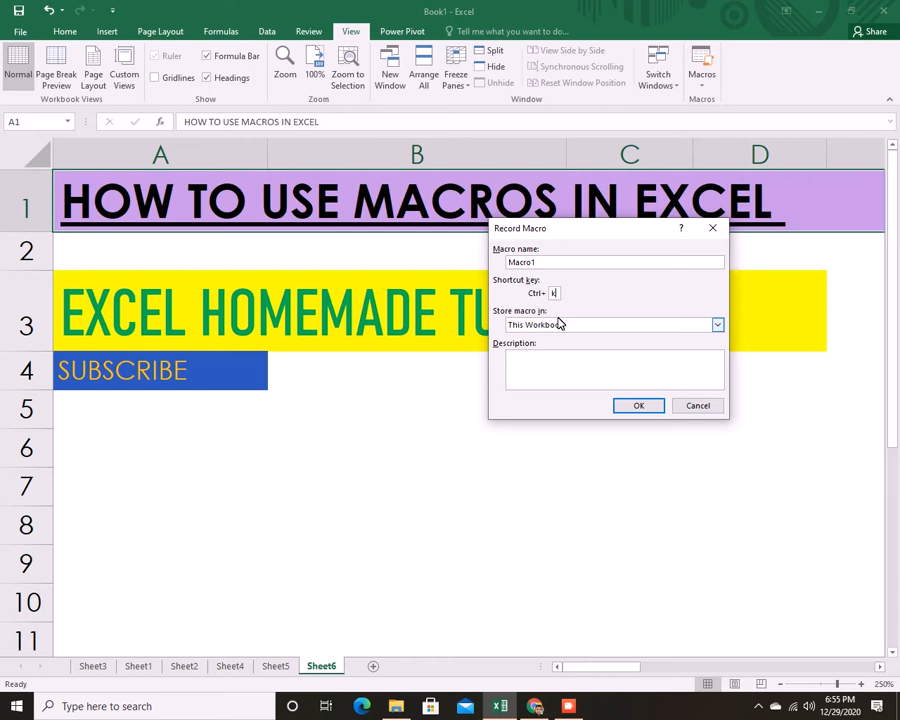 Book1 - Excel
File
Home
Insert
Page Layout
Formulas
Data
Review
View
Power Pivot
Tell me what you want to do...
Share
Normal
Page Break Preview
Page Layout
Custom Views
Workbook Views
Ruler
Formula Bar
Gridlines
Headings
Show
Zoom
100%
Zoom to Selection
Zoom
New Window
Arrange All
Freeze Panes
Split
Hide
Unhide
View Side by Side
Synchronous Scrolling
Reset Window Position
Window
Switch Windows
Macros
Macros
A1
fx
HOW TO USE MACROS IN EXCEL
A
B
C
D
1
HOW TO USE MACROS IN EXCEL
2
3
EXCEL HOMEMADE TU
4
SUBSCRIBE
5
6
7
8
9
10
11
Record Macro
?
Macro name:
Macro1
Shortcut key:
Ctrl+ k
Store macro in:
This Workboo
Description:
OK
Cancel
Sheet3
Sheet1
Sheet2
Sheet4
Sheet5
Sheet6
Ready
250%
Type here to search
6:55 PM
12/29/2020